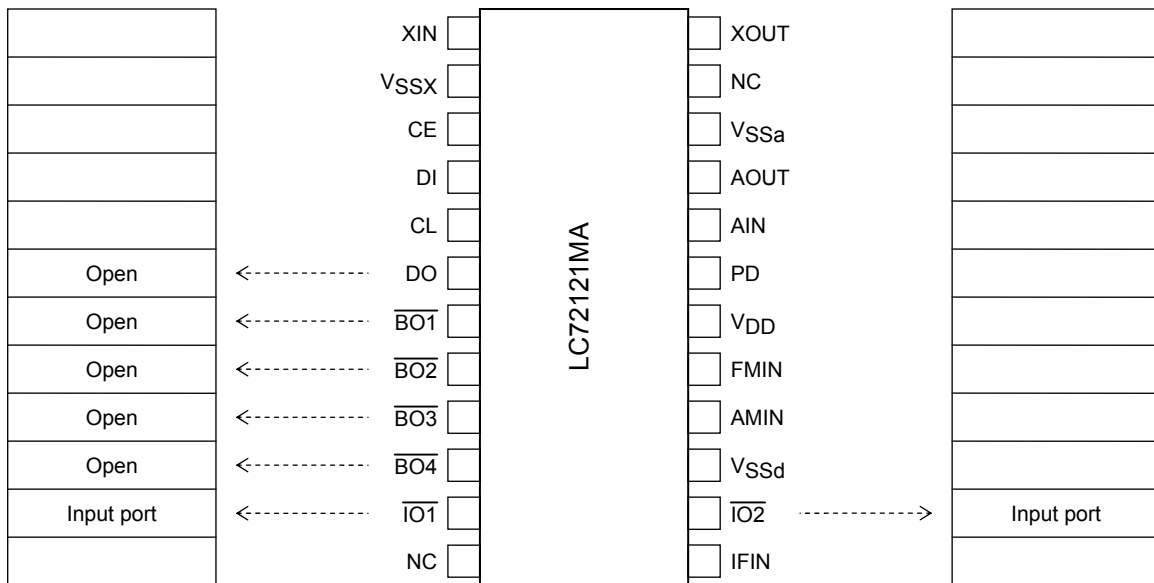 XIN XOUT
VSSX NC
CE VSSa
DI AOUT
CL AIN
Open DO PD
Open BO1 VDD
Open BO2 FMIN
Open BO3 AMIN
Open BO4 VSSd
Input port IO1 IO2 Input port
NC IFIN
LC72121MA